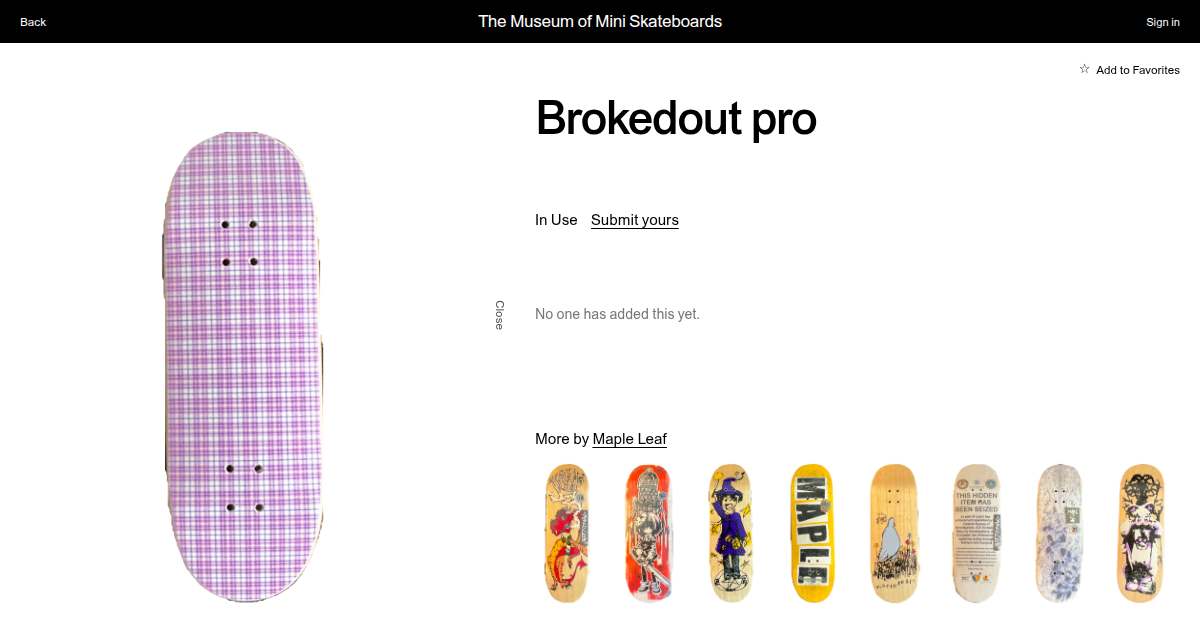 Back
The Museum of Mini Skateboards
Sign in
☆ Add to Favorites
Brokedout pro
In Use Submit yours
Close
No one has added this yet.
More by Maple Leaf
MAPLE
THIS HIDDEN
ITEM HAS
BEEN SEIZED